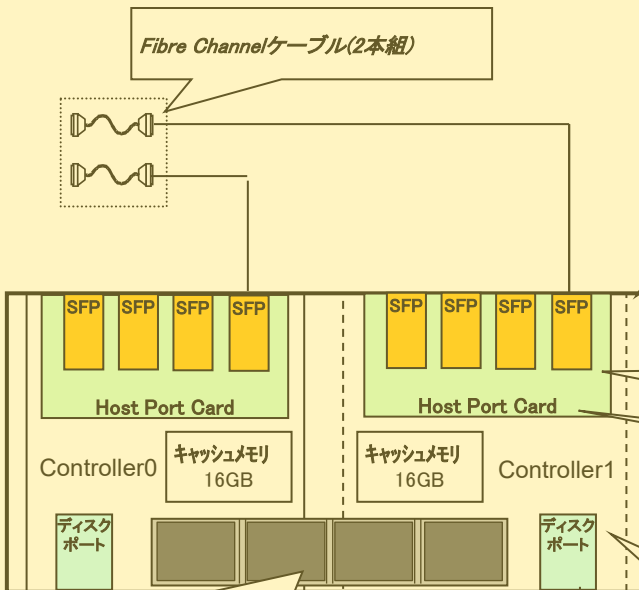 Fibre Channelケーブル(2本組)
SFP SFP SFP SFP
SFP SFP SFP SFP
Host Port Card
Host Port Card
キャッシュメモリ
16GB
キャッシュメモリ
16GB
Controller0
Controller1
ディスク
ポート
ディスク
ポート